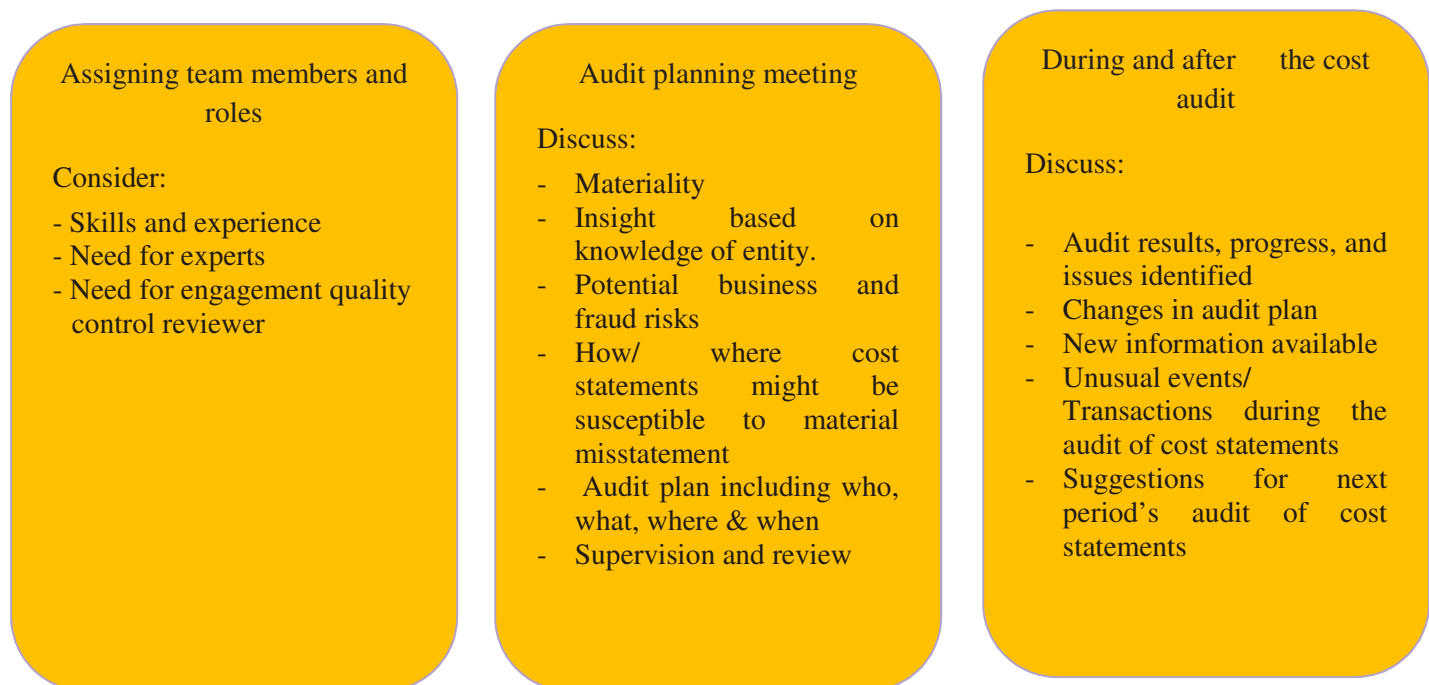 Assigning team members and
roles
Consider:
- Skills and experience
- Need for experts
- Need for engagement quality
control reviewer
Audit planning meeting
Discuss:
- Materiality
- Insight based on
knowledge of entity.
- Potential business and
fraud risks
- How/ where cost
statements might be
susceptible to material
misstatement
- Audit plan including who,
what, where & when
- Supervision and review
During and after the cost
audit
Discuss:
- Audit results, progress, and
issues identified
- Changes in audit plan
- New information available
- Unusual events/
Transactions during the
audit of cost statements
- Suggestions for next
period's audit of cost
statements